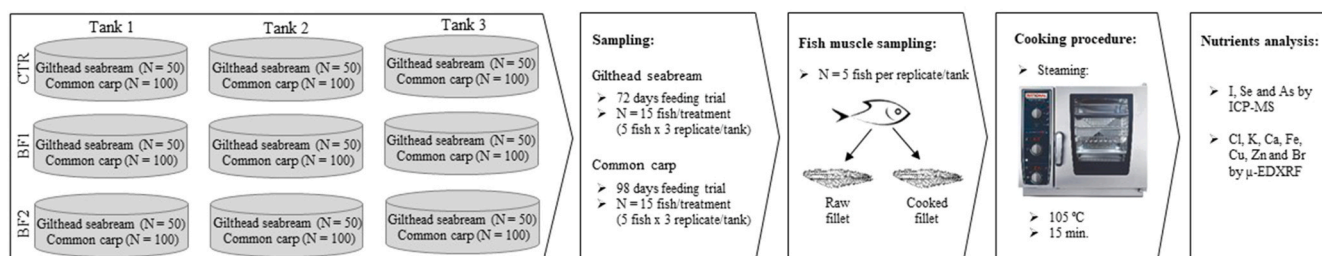 Tank 1
Tank 2
Tank 3
CTR
Gilthead seabream (N = 50)
Common carp (N = 100)
Gilthead seabream (N = 50)
Common carp (N = 100)
Gilthead seabream (N = 50)
Common carp (N = 100)
BF1
Gilthead seabream (N = 50)
Common carp (N = 100)
Gilthead seabream (N = 50)
Common carp (N = 100)
Gilthead seabream (N = 50)
Common carp (N = 100)
BF2
Gilthead seabream (N = 50)
Common carp (N = 100)
Gilthead seabream (N = 50)
Common carp (N = 100)
Gilthead seabream (N = 50)
Common carp (N = 100)
Sampling:
Gilthead seabream
➢ 72 days feeding trial
➢ N = 15 fish/treatment
(5 fish x 3 replicate/tank)
Common carp
➢ 98 days feeding trial
➢ N = 15 fish/treatment
(5 fish x 3 replicate/tank)
Fish muscle sampling:
➢ N = 5 fish per replicate/tank
Raw
fillet
Cooked
fillet
Cooking procedure:
➢ Steaming:
➢ 105 ºC
➢ 15 min.
Nutrients analysis:
➢ I, Se and As by
ICP-MS
➢ Cl, K, Ca, Fe,
Cu, Zn and Br
by µ-EDXRF